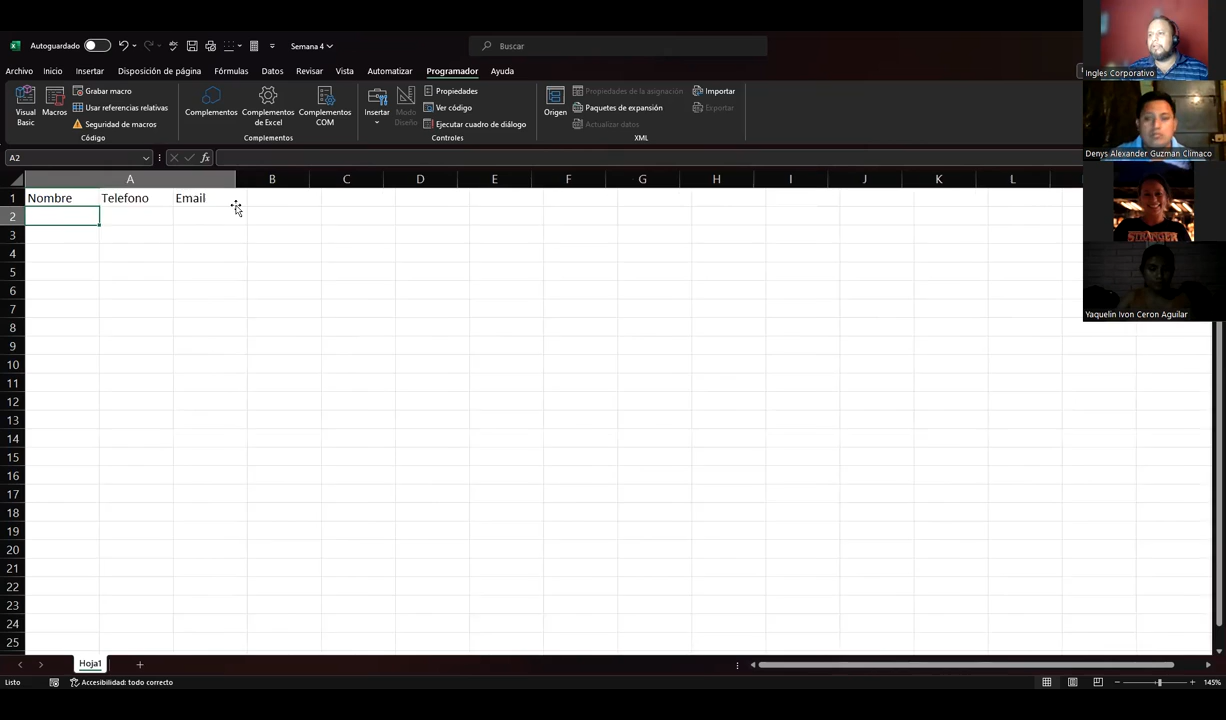 Autoguardado
Semana 4
Buscar
Archivo Inicio Insertar Disposición de página Fórmulas Datos Revisar Vista Automatizar Programador Ayuda
Visual Basic
Macros
Grabar macro
Usar referencias relativas
Seguridad de macros
Código
Complementos
Complementos de Excel
Complementos COM
Complementos
Insertar
Modo Diseño
Propiedades
Ver código
Ejecutar cuadro de diálogo
Controles
Origen
Propiedades de la asignación
Paquetes de expansión
Actualizar datos
Importar
Exportar
XML
A2
fx
A B C D E F G H I J K L
1 Nombre Telefono Email
2
3
4
5
6
7
8
9
10
11
12
13
14
15
16
17
18
19
20
21
22
23
24
25
Hoja1
Listo
Accesibilidad: todo correcto
145%
Ingles Corporativo
Denys Alexander Guzman Climaco
STRANGER
Yaquelin Ivon Ceron Aguilar